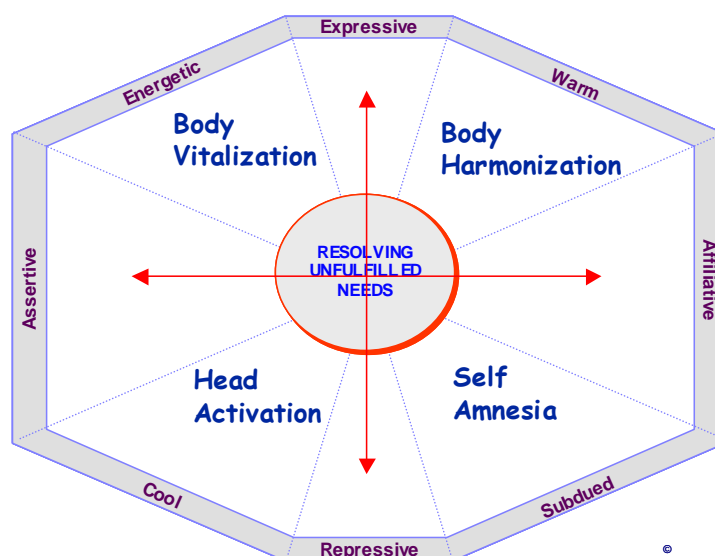 Expressive
Energetic
Warm
Body
Vitalization
Body
Harmonization
RESOLVING
UNFULFILLED
NEEDS
Assertive
Affiliative
Head
Activation
Self
Amnesia
Cool
Subdued
Repressive
©